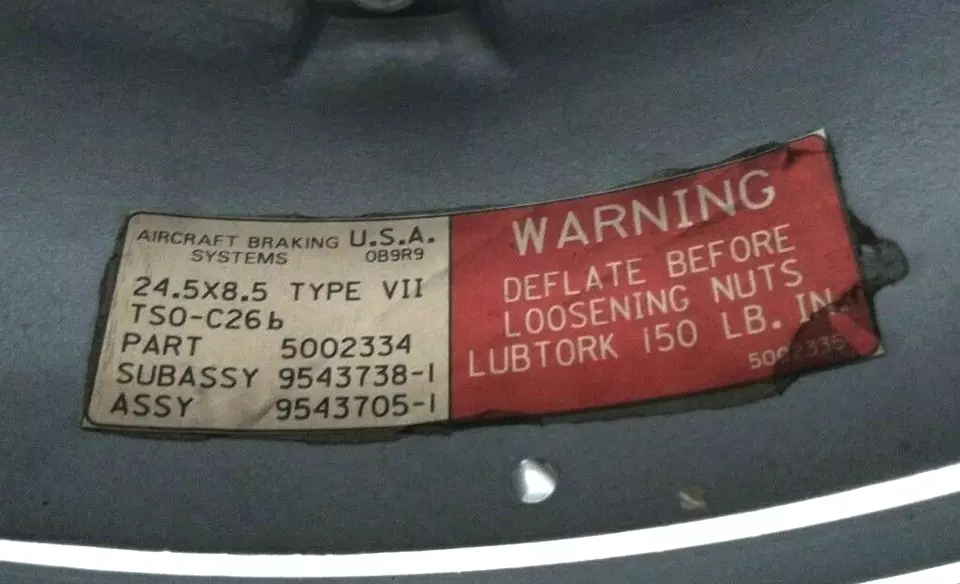 AIRCRAFT BRAKING U.S.A.
SYSTEMS 0B9R9
24.5X8.5 TYPE VII
TSO-C26b
PART 5002334
SUBASSY 9543738-1
ASSY 9543705-1
WARNING
DEFLATE BEFORE
LOOSENING NUTS
LUBTORK 150 LB. IN.